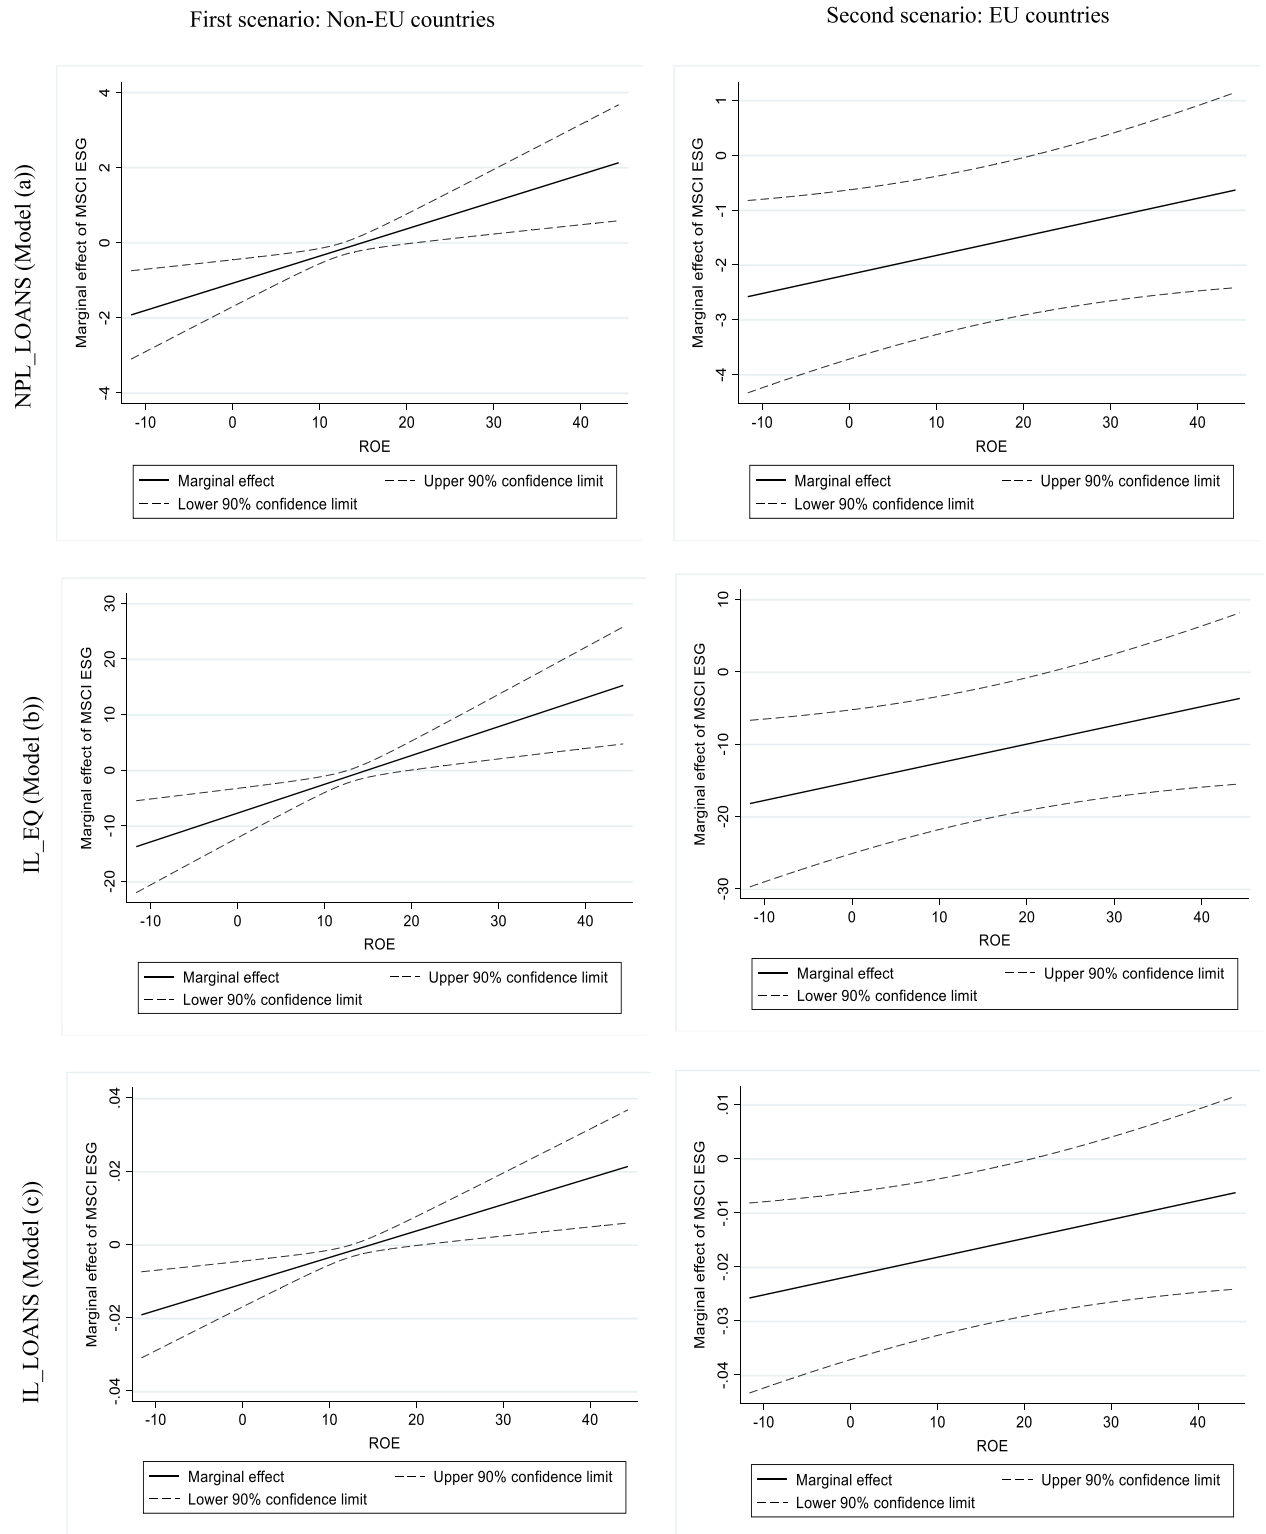 First scenario: Non-EU countries
Second scenario: EU countries
NPL_LOANS (Model (a))
Marginal effect of MSCI ESG
4
2
0
-2
-4
-10 0 10 20 30 40
ROE
Marginal effect
Upper 90% confidence limit
Lower 90% confidence limit
Marginal effect of MSCI ESG
1
0
-1
-2
-3
-4
-10 0 10 20 30 40
ROE
Marginal effect
Upper 90% confidence limit
Lower 90% confidence limit
IL_EQ (Model (b))
Marginal effect of MSCI ESG
30
20
10
0
-10
-20
-10 0 10 20 30 40
ROE
Marginal effect
Upper 90% confidence limit
Lower 90% confidence limit
Marginal effect of MSCI ESG
10
0
-10
-20
-30
-10 0 10 20 30 40
ROE
Marginal effect
Upper 90% confidence limit
Lower 90% confidence limit
IL_LOANS (Model (c))
Marginal effect of MSCI ESG
.04
.02
0
-.02
-.04
-10 0 10 20 30 40
ROE
Marginal effect
Upper 90% confidence limit
Lower 90% confidence limit
Marginal effect of MSCI ESG
.01
0
-.01
-.02
-.03
-.04
-10 0 10 20 30 40
ROE
Marginal effect
Upper 90% confidence limit
Lower 90% confidence limit